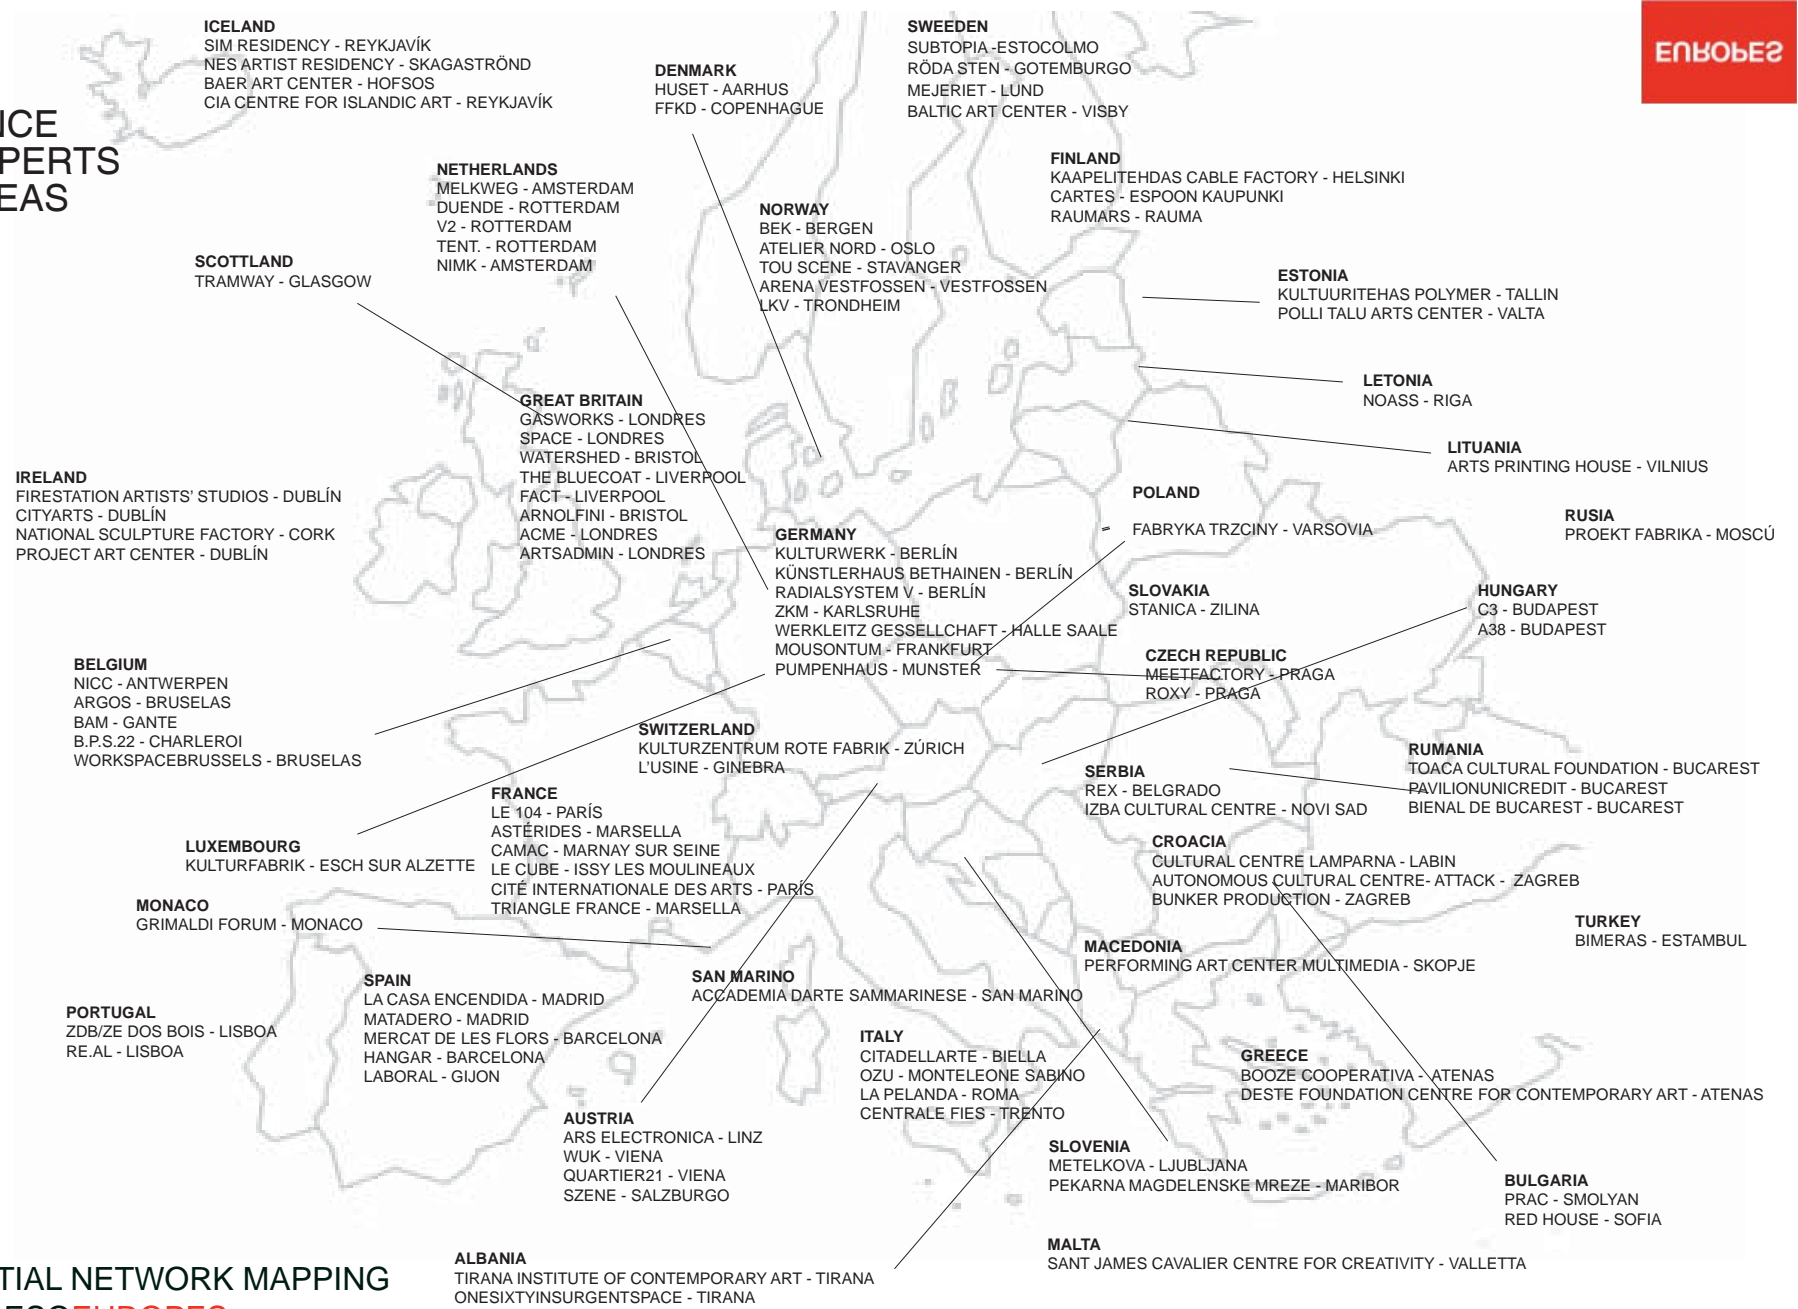 ICELAND
SIM RESIDENCY - REYKJAVÍK
NES ARTIST RESIDENCY - SKAGASTRÖND
BAER ART CENTER - HOFSOS
CIA CENTRE FOR ISLANDIC ART - REYKJAVÍK
SWEEDEN
SUBTOPIA -ESTOCOLMO
RÖDA STEN - GOTEMBURGO
MEJERIET - LUND
BALTIC ART CENTER - VISBY
EUROPES
DENMARK
HUSET - AARHUS
FFKD - COPENHAGUE
NCE
PERTS
EAS
NETHERLANDS
MELKWEG - AMSTERDAM
DUENDE - ROTTERDAM
V2 - ROTTERDAM
TENT. - ROTTERDAM
NIMK - AMSTERDAM
FINLAND
KAAPELITEHDAS CABLE FACTORY - HELSINKI
CARTES - ESPOON KAUPUNKI
RAUMARS - RAUMA
NORWAY
BEK - BERGEN
ATELIER NORD - OSLO
TOU SCENE - STAVANGER
ARENA VESTFOSSEN - VESTFOSSEN
LKV - TRONDHEIM
SCOTTLAND
TRAMWAY - GLASGOW
ESTONIA
KULTUURITEHAS POLYMER - TALLIN
POLLI TALU ARTS CENTER - VALTA
LETONIA
NOASS - RIGA
GREAT BRITAIN
GASWORKS - LONDRES
SPACE - LONDRES
WATERSHED - BRISTOL
THE BLUECOAT - LIVERPOOL
FACT - LIVERPOOL
ARNOLFINI - BRISTOL
ACME - LONDRES
ARTSADMIN - LONDRES
LITUANIA
ARTS PRINTING HOUSE - VILNIUS
IRELAND
FIRESTATION ARTISTS' STUDIOS - DUBLÍN
CITYARTS - DUBLÍN
NATIONAL SCULPTURE FACTORY - CORK
PROJECT ART CENTER - DUBLÍN
POLAND
FABRYKA TRZCINY - VARSOVIA
RUSIA
PROEKT FABRIKA - MOSCÚ
GERMANY
KULTURWERK - BERLÍN
KÜNSTLERHAUS BETHAINEN - BERLÍN
RADIALSYSTEM V - BERLÍN
ZKM - KARLSRUHE
WERKLEITZ GESSELLCHAFT - HALLE SAALE
MOUSONTUM - FRANKFURT
PUMPENHAUS - MUNSTER
SLOVAKIA
STANICA - ZILINA
HUNGARY
C3 - BUDAPEST
A38 - BUDAPEST
CZECH REPUBLIC
MEETFACTORY - PRAGA
ROXY - PRAGA
BELGIUM
NICC - ANTWERPEN
ARGOS - BRUSELAS
BAM - GANTE
B.P.S.22 - CHARLEROI
WORKSPACEBRUSSELS - BRUSELAS
SWITZERLAND
KULTURZENTRUM ROTE FABRIK - ZÚRICH
L'USINE - GINEBRA
RUMANIA
TOACA CULTURAL FOUNDATION - BUCAREST
PAVILIONUNICREDIT - BUCAREST
BIENAL DE BUCAREST - BUCAREST
SERBIA
REX - BELGRADO
IZBA CULTURAL CENTRE - NOVI SAD
FRANCE
LE 104 - PARÍS
ASTÉRIDES - MARSELLA
CAMAC - MARNAY SUR SEINE
LE CUBE - ISSY LES MOULINEAUX
CITÉ INTERNATIONALE DES ARTS - PARÍS
TRIANGLE FRANCE - MARSELLA
CROACIA
CULTURAL CENTRE LAMPARNA - LABIN
AUTONOMOUS CULTURAL CENTRE- ATTACK - ZAGREB
BUNKER PRODUCTION - ZAGREB
LUXEMBOURG
KULTURFABRIK - ESCH SUR ALZETTE
MONACO
GRIMALDI FORUM - MONACO
TURKEY
BIMERAS - ESTAMBUL
MACEDONIA
PERFORMING ART CENTER MULTIMEDIA - SKOPJE
SAN MARINO
ACCADEMIA DARTE SAMMARINESE - SAN MARINO
SPAIN
LA CASA ENCENDIDA - MADRID
MATADERO - MADRID
MERCAT DE LES FLORS - BARCELONA
HANGAR - BARCELONA
LABORAL - GIJON
PORTUGAL
ZDB/ZE DOS BOIS - LISBOA
RE.AL - LISBOA
ITALY
CITADELLARTE - BIELLA
OZU - MONTELEONE SABINO
LA PELANDA - ROMA
CENTRALE FIES - TRENTO
GREECE
BOOZE COOPERATIVA - ATENAS
DESTE FOUNDATION CENTRE FOR CONTEMPORARY ART - ATENAS
AUSTRIA
ARS ELECTRONICA - LINZ
WUK - VIENA
QUARTIER21 - VIENA
SZENE - SALZBURGO
SLOVENIA
METELKOVA - LJUBLJANA
PEKARNA MAGDELENSKE MREZE - MARIBOR
BULGARIA
PRAC - SMOLYAN
RED HOUSE - SOFIA
MALTA
SANT JAMES CAVALIER CENTRE FOR CREATIVITY - VALLETTA
ALBANIA
TIRANA INSTITUTE OF CONTEMPORARY ART - TIRANA
ONESIXTYINSURGENTSPACE - TIRANA
TIAL NETWORK MAPPING